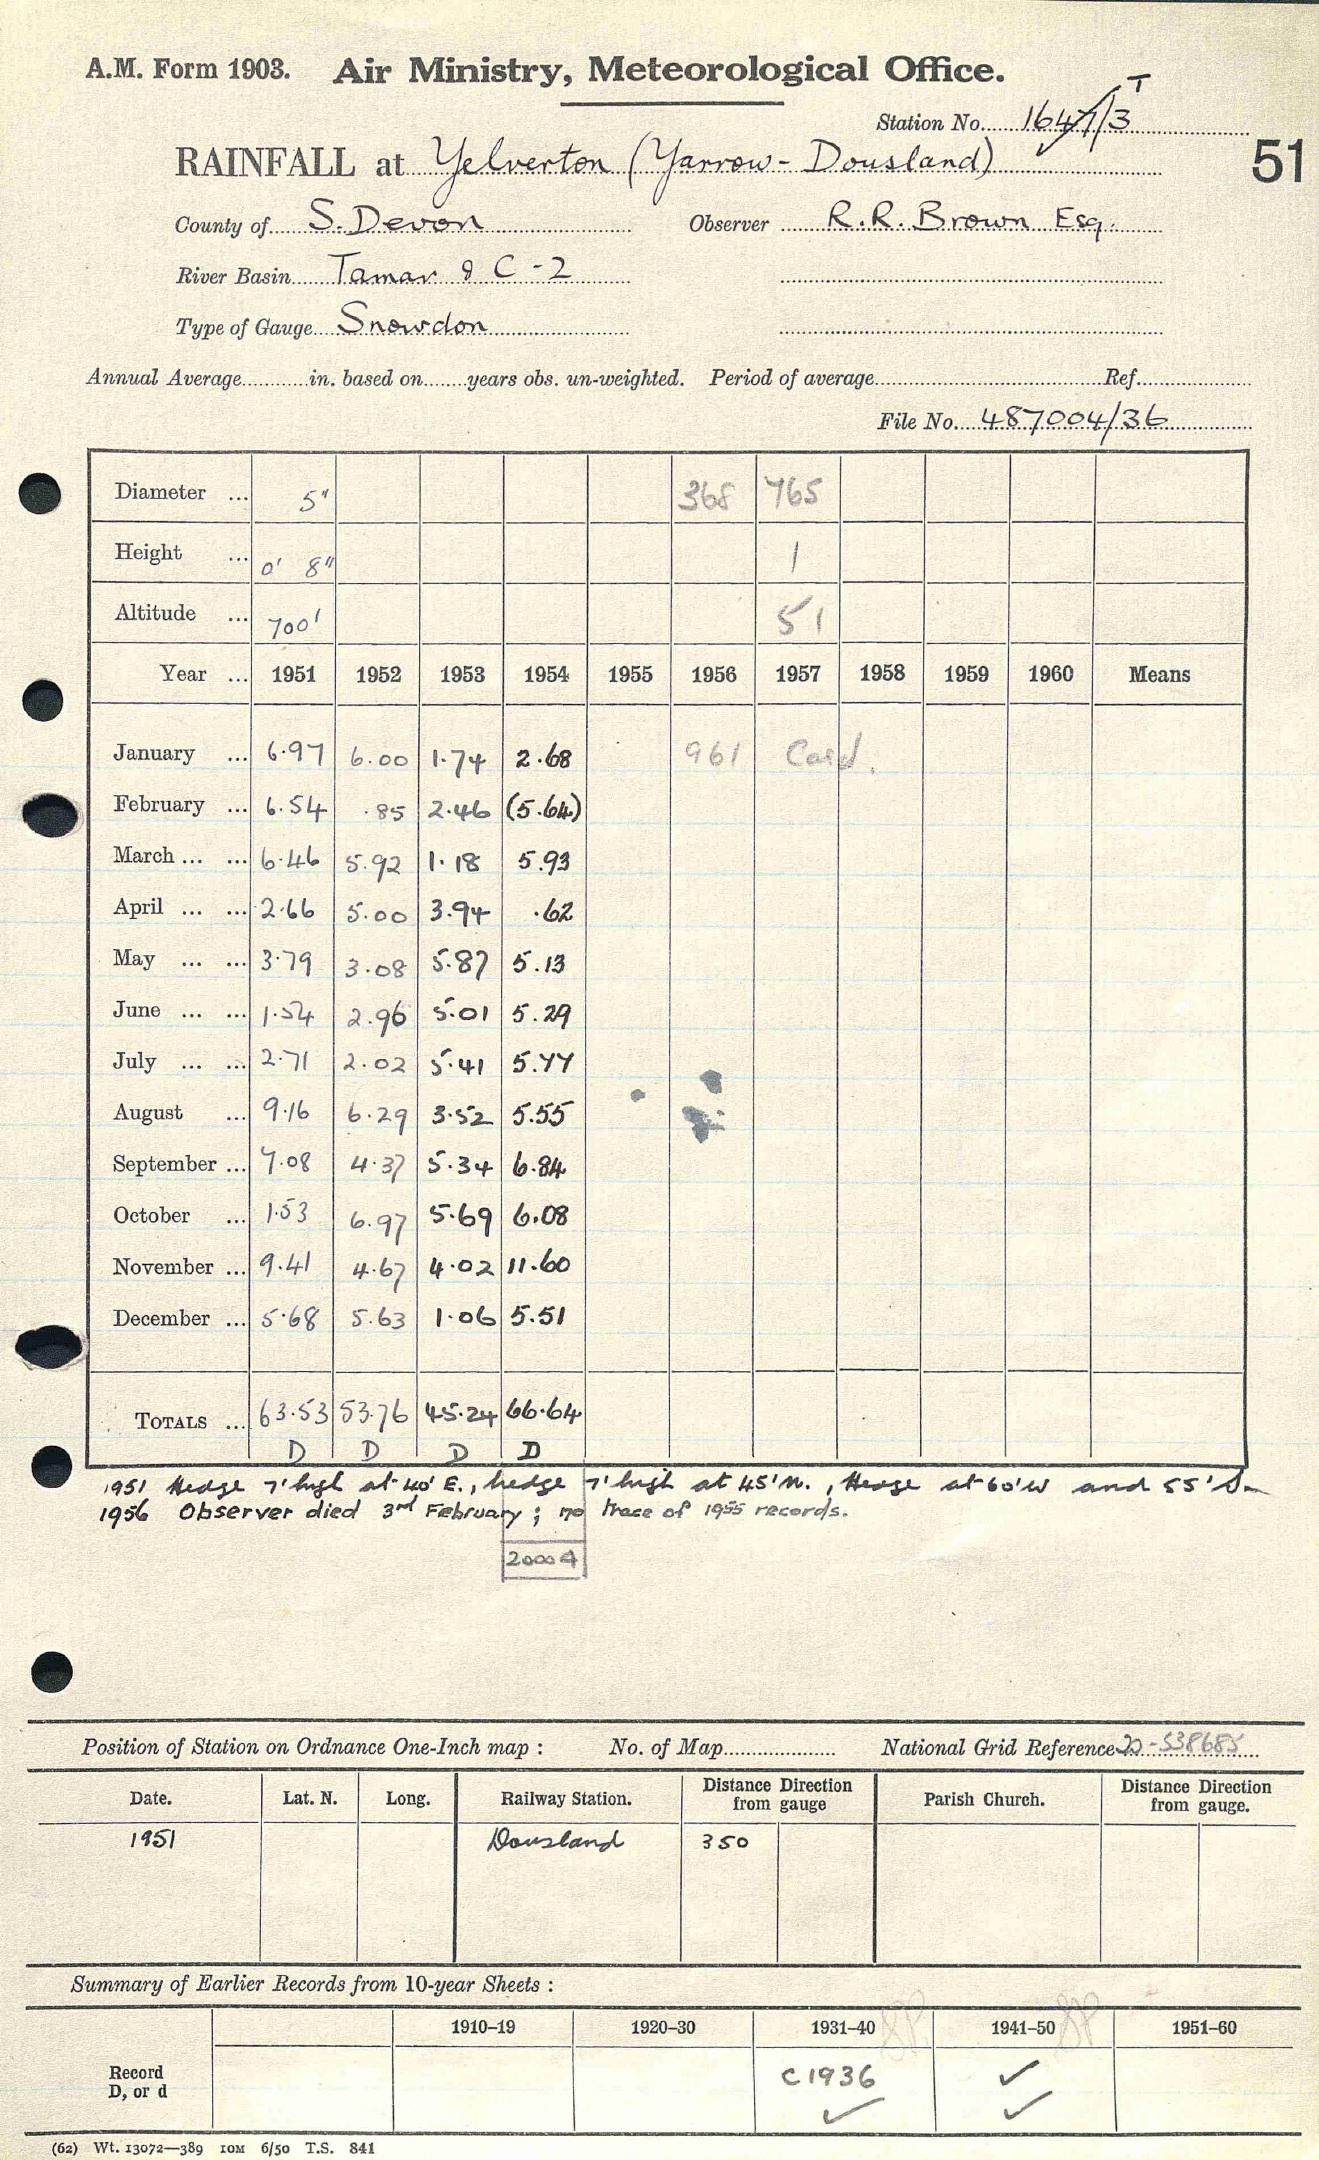 A.M. Form 1903. Air Ministry, Meteorological Office.
Station No. 1647/3 T
RAINFALL at Yelverton (Yarrow - Dousland) 51
County of S. Devon Observer R.R. Brown Esq.
River Basin Tamar & C - 2
Type of Gauge Snowdon
Annual Average in. based on years obs. un-weighted. Period of average Ref.
File No. 487004/36
Diameter ... 5" 368 765
Height ... 0' 8" 1
Altitude ... 700' 51
Year ... 1951 1952 1953 1954 1955 1956 1957 1958 1959 1960 Means
January ... 6.97 6.00 1.74 2.68 961 Card.
February ... 6.54 .85 2.46 (5.64)
March ... ... 6.46 5.92 1.18 5.93
April ... ... 2.66 5.00 3.94 .62
May ... ... 3.79 3.08 5.87 5.13
June ... ... 1.54 2.96 5.01 5.29
July ... ... 2.71 2.02 5.41 5.77
August ... 9.16 6.29 3.52 5.55
September ... 7.08 4.37 5.34 6.84
October ... 1.53 6.97 5.69 6.08
November ... 9.41 4.67 4.02 11.60
December ... 5.68 5.63 1.06 5.51
TOTALS ... 63.53 53.76 45.24 66.64
D D D D
1951 Hedge 7' high at 40' E., hedge 7' high at 45' N., Hedge at 60' W and 55' S.
1956 Observer died 3rd February; no trace of 1955 records.
20004
Position of Station on Ordnance One-Inch map : No. of Map National Grid Reference 20-538685
Date. Lat. N. Long. Railway Station. Distance Direction from gauge Parish Church. Distance Direction from gauge.
1951 Dousland 350
Summary of Earlier Records from 10-year Sheets :
1910–19 1920–30 1931–40 1941–50 1951–60
Record
D, or d
C 1936 ✓
✓ ✓
(62) Wt. 13072—389 10M 6/50 T.S. 841